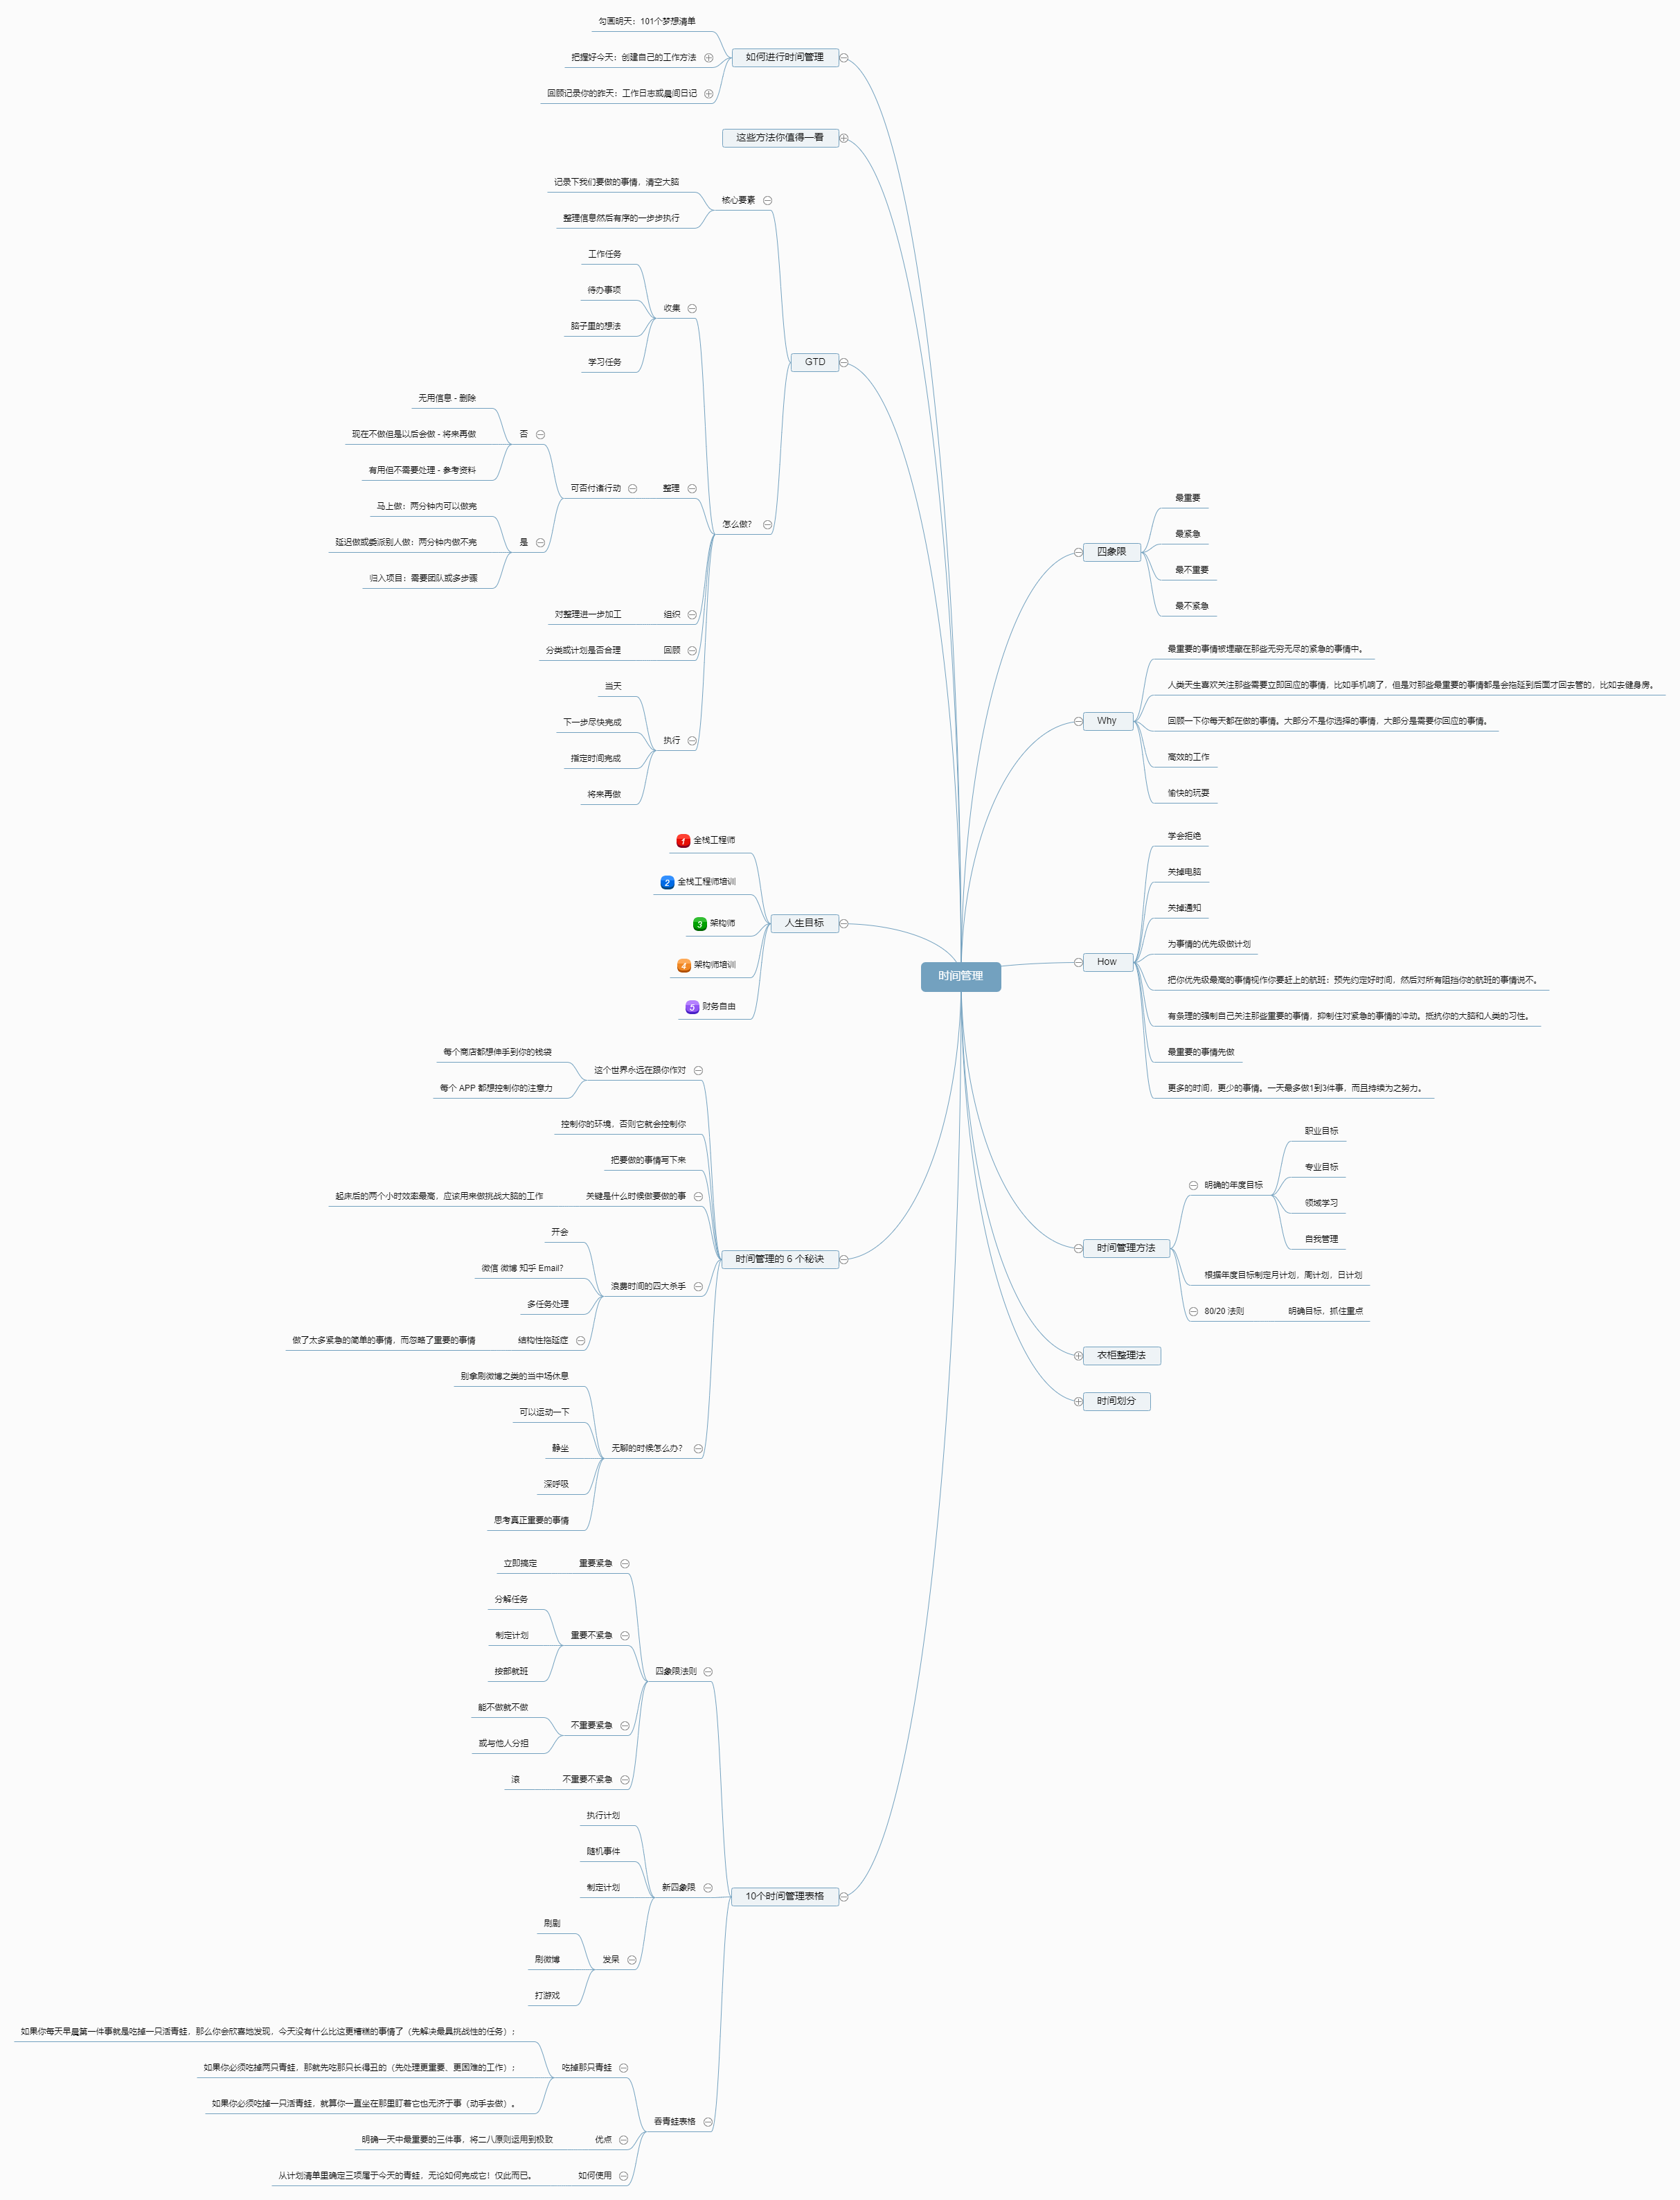 时间管理
如何进行时间管理
勾画明天：101个梦想清单
把握好今天：创建自己的工作方法
回顾记录你的昨天：工作日志或晨间日记
这些方法你值得一看
GTD
核心要素
记录下我们要做的事情，清空大脑
整理信息然后有序的一步步执行
怎么做?
收集
工作任务
待办事项
脑子里的想法
学习任务
整理
可否付诸行动
否
无用信息 - 删除
现在不做但是以后会做 - 将来再做
有用但不需要处理 - 参考资料
是
马上做：两分钟内可以做完
延迟做或委派别人做：两分钟内做不完
归入项目：需要团队或多步骤
组织
对整理进一步加工
回顾
分类或计划是否合理
执行
当天
下一步尽快完成
指定时间完成
将来再做
人生目标
1 全栈工程师
2 全栈工程师培训
3 架构师
4 架构师培训
5 财务自由
时间管理的 6 个秘诀
这个世界永远在跟你作对
每个商店都想伸手到你的钱袋
每个 APP 都想控制你的注意力
控制你的环境，否则它就会控制你
把要做的事情写下来
关键是什么时候做要做的事
起床后的两个小时效率最高，应该用来做挑战大脑的工作
浪费时间的四大杀手
开会
微信 微博 知乎 Email?
多任务处理
结构性拖延症
做了太多紧急的简单的事情，而忽略了重要的事情
无聊的时候怎么办?
别拿刷微博之类的当中场休息
可以运动一下
静坐
深呼吸
思考真正重要的事情
10个时间管理表格
四象限法则
重要紧急
立即搞定
重要不紧急
分解任务
制定计划
按部就班
不重要紧急
能不做就不做
或与他人分担
不重要不紧急
滚
新四象限
执行计划
随机事件
制定计划
发呆
刷剧
刷微博
打游戏
吞青蛙表格
吃掉那只青蛙
如果你每天早晨第一件事就是吃掉一只活青蛙，那么你会欣喜地发现，今天没有什么比这更糟糕的事情了（先解决最具挑战性的任务）；
如果你必须吃掉两只青蛙，那就先吃那只长得丑的（先处理更重要、更困难的工作）；
如果你必须吃掉一只活青蛙，就算你一直坐在那里盯着它也无济于事（动手去做）。
优点
明确一天中最重要的三件事，将二八原则运用到极致
如何使用
从计划清单里确定三项属于今天的青蛙，无论如何完成它！仅此而已。
四象限
最重要
最紧急
最不重要
最不紧急
Why
最重要的事情被埋藏在那些无穷无尽的紧急的事情中。
人类天生喜欢关注那些需要立即回应的事情，比如手机响了，但是对那些最重要的事情都是会拖延到后面才回去管的，比如去健身房。
回顾一下你每天都在做的事情。大部分不是你选择的事情，大部分是需要你回应的事情。
高效的工作
愉快的玩耍
How
学会拒绝
关掉电脑
关掉通知
为事情的优先级做计划
把你优先级最高的事情视作你要赶上的航班：预先约定好时间，然后对所有阻挡你的航班的事情说不。
有条理的强制自己关注那些重要的事情，抑制住对紧急的事情的冲动。抵抗你的大脑和人类的习性。
最重要的事情先做
更多的时间，更少的事情。一天最多做1到3件事，而且持续为之努力。
时间管理方法
明确的年度目标
职业目标
专业目标
领域学习
自我管理
根据年度目标制定月计划，周计划，日计划
80/20 法则
明确目标，抓住重点
衣柜整理法
时间划分